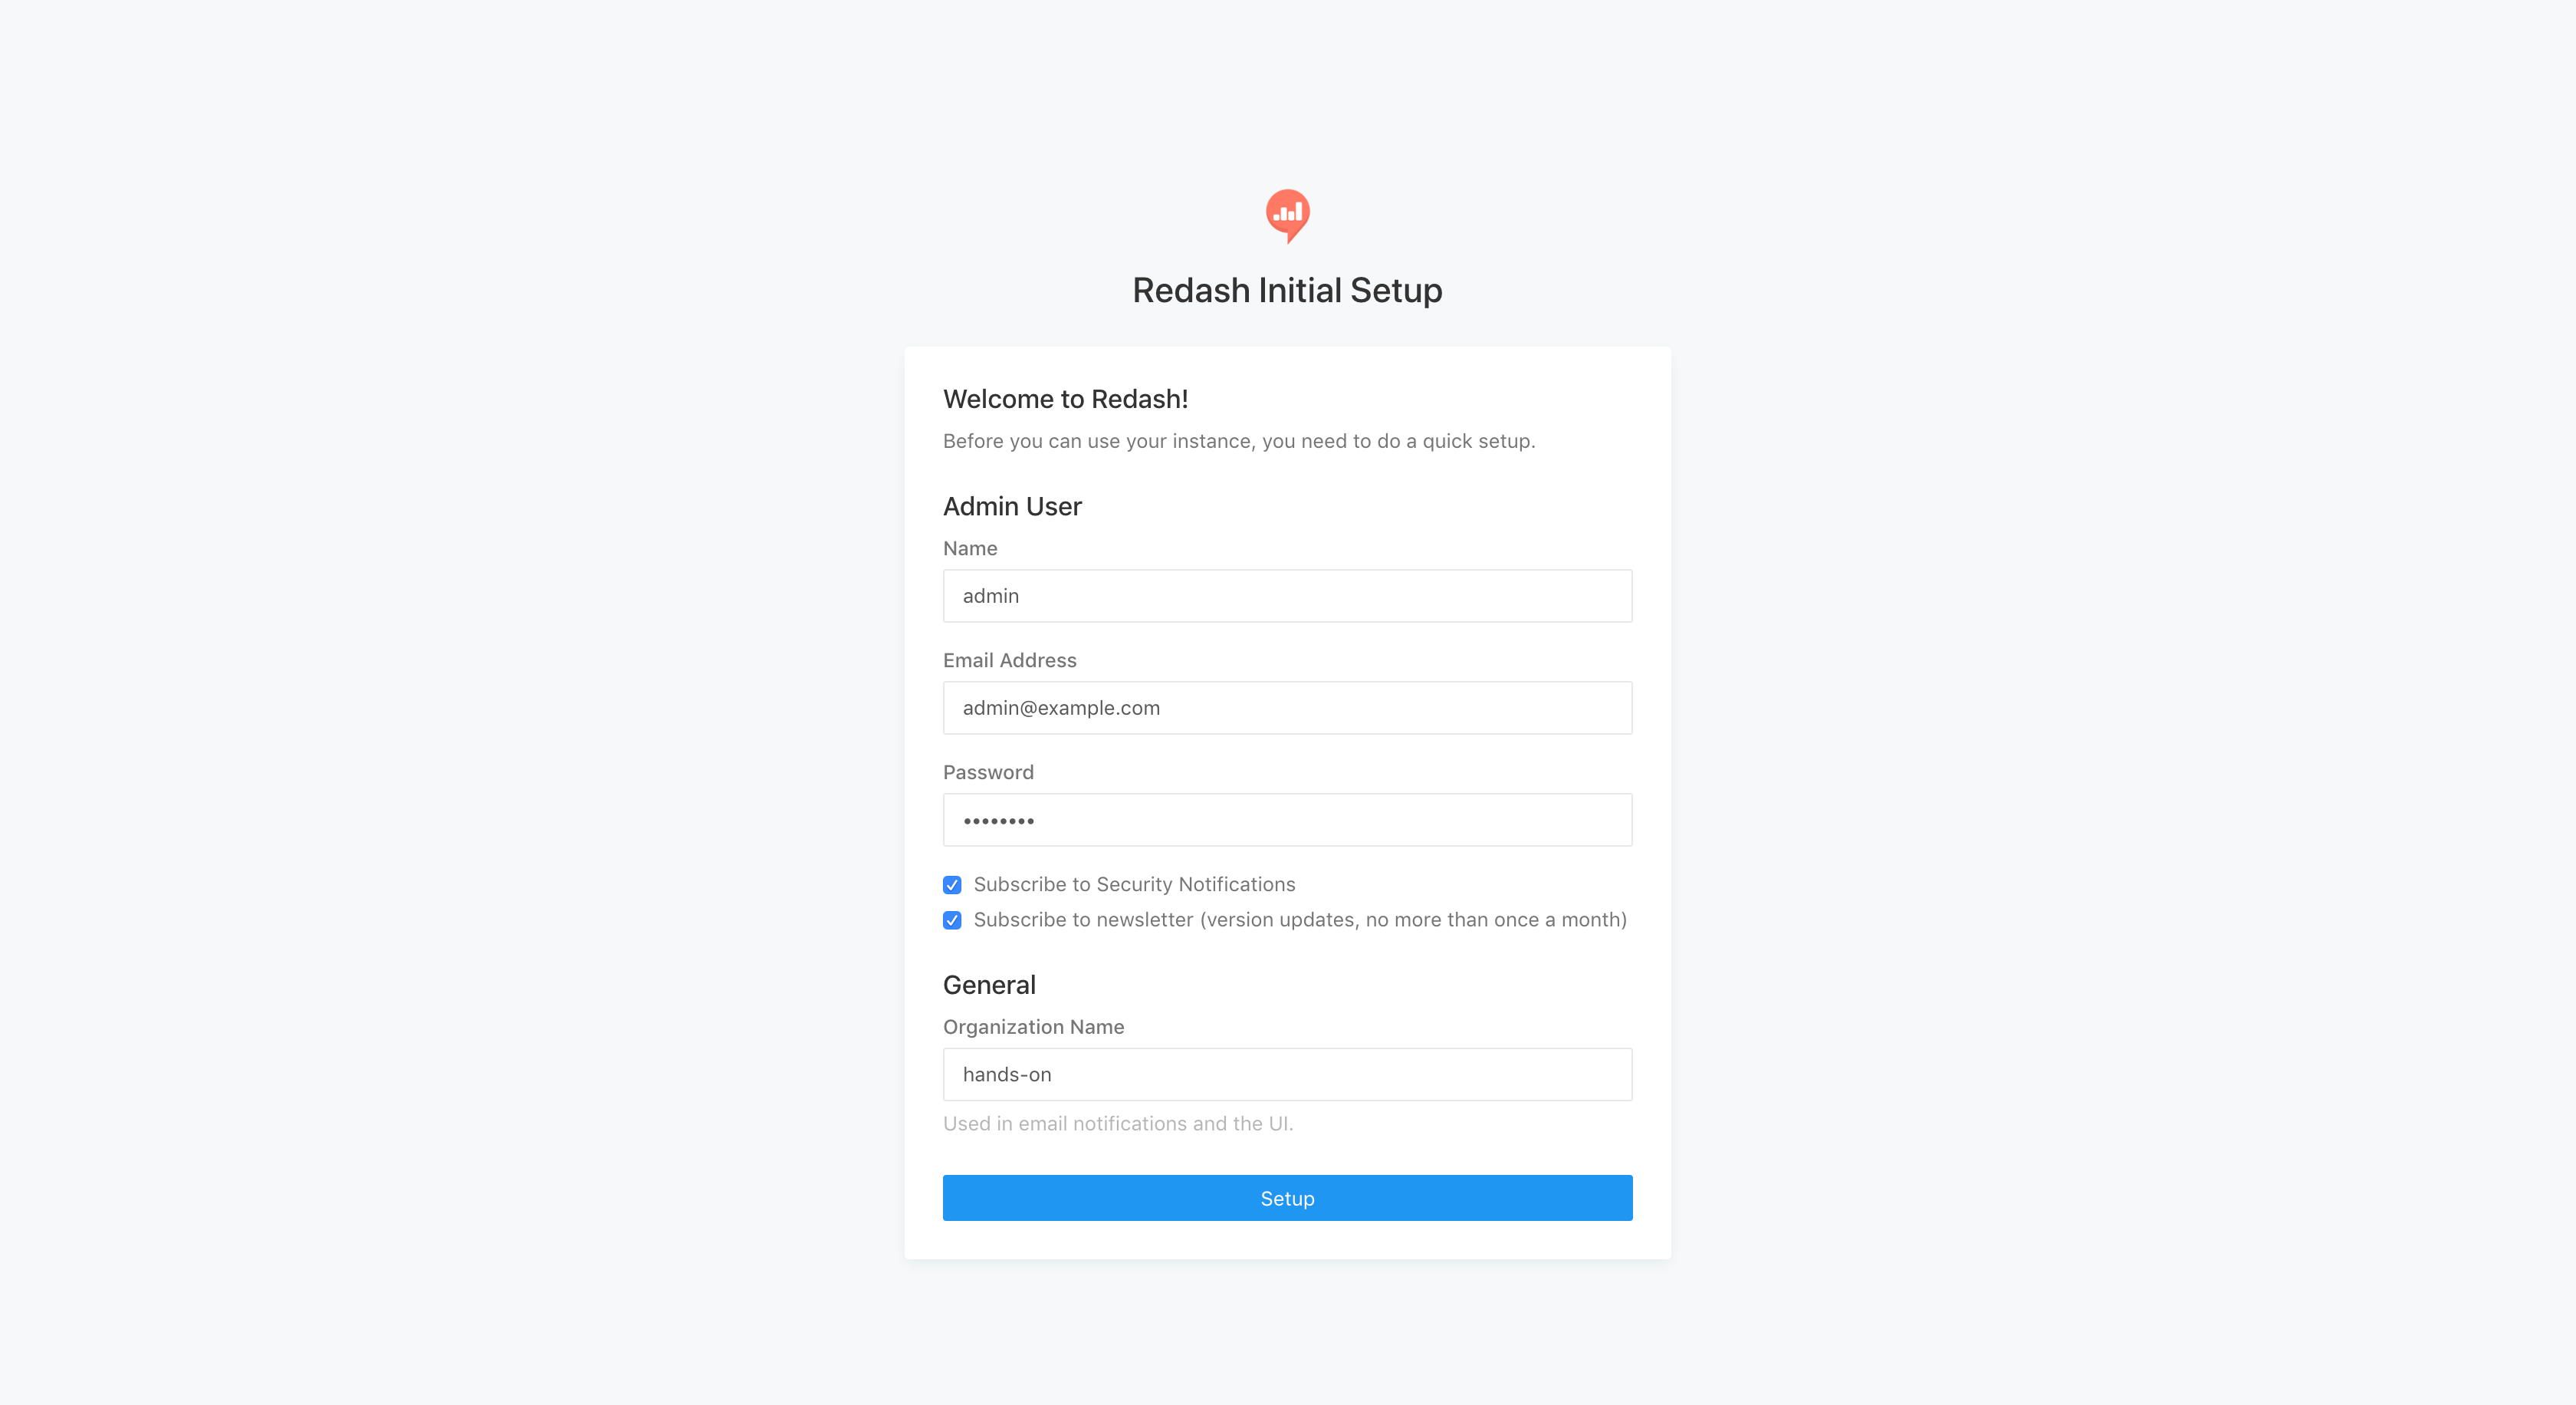 Redash Initial Setup
Welcome to Redash!
Before you can use your instance, you need to do a quick setup.
Admin User
Name
admin
Email Address
admin@example.com
Password
••••••••
Subscribe to Security Notifications
Subscribe to newsletter (version updates, no more than once a month)
General
Organization Name
hands-on
Used in email notifications and the UI.
Setup